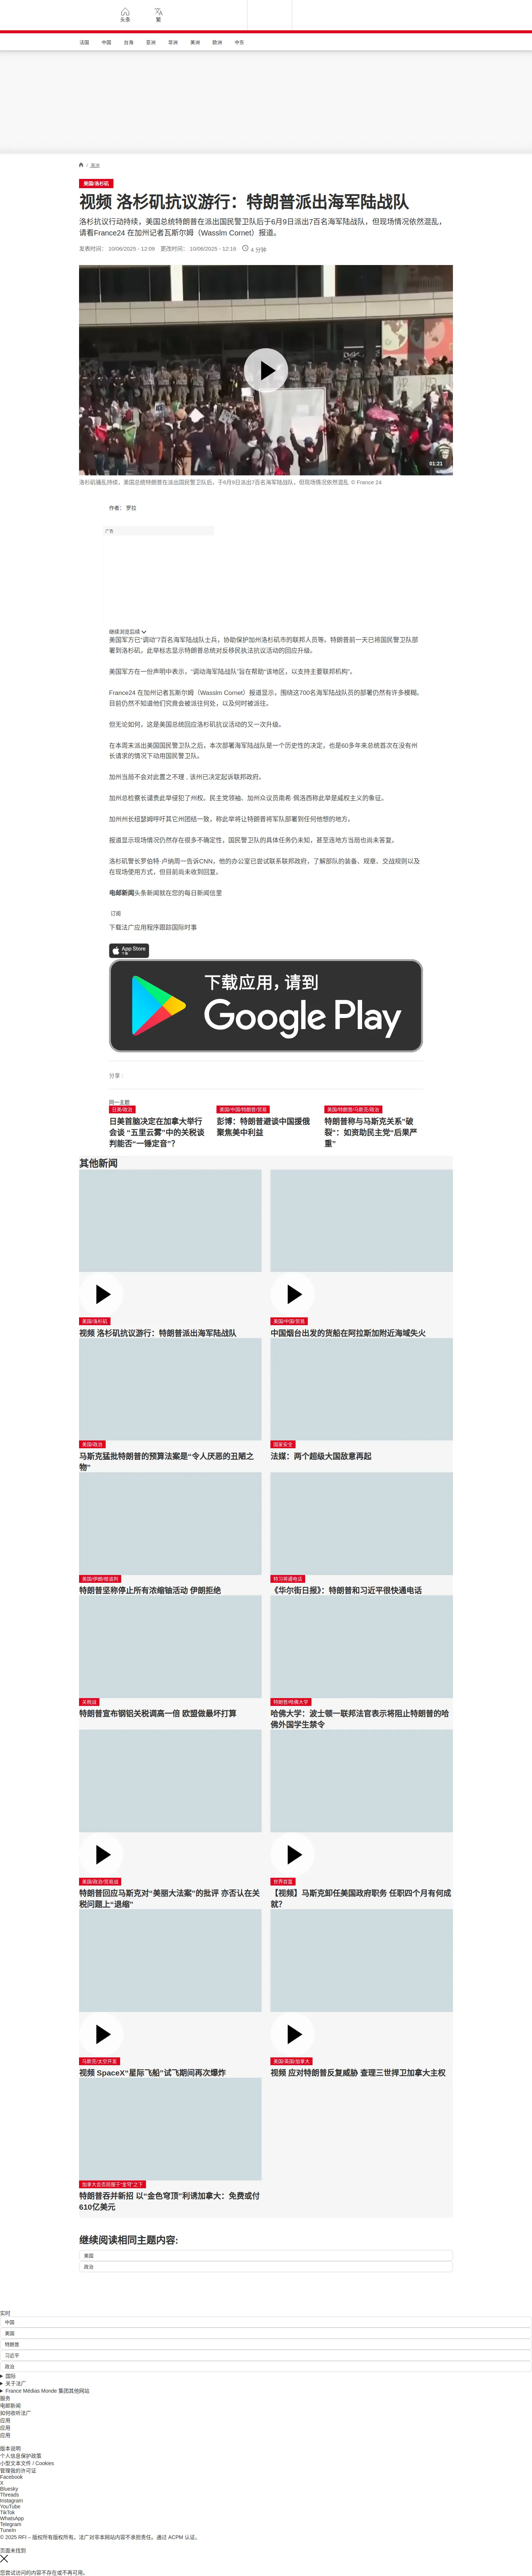 头条
繁
法国
中国
台海
亚洲
非洲
美洲
欧洲
中东
/ 美洲
美国/洛杉矶
视频 洛杉矶抗议游行：特朗普派出海军陆战队
洛杉抗议行动持续，美国总统特朗普在派出国民警卫队后于6月9日派出7百名海军陆战队，但现场情况依然混乱，
请看France24 在加州记者瓦斯尔姆（Wasslm Cornet）报道。
发表时间： 10/06/2025 - 12:09 更改时间： 10/06/2025 - 12:16 4 分钟
01:21
洛杉矶骚乱持续，美国总统特朗普在派出国民警卫队后，于6月9日派出7百名海军陆战队，但现场情况依然混乱 © France 24
作者： 罗拉
广告
继续浏览后续
美国军方已“调动”7百名海军陆战队士兵，协助保护加州洛杉矶市的联邦人员等。特朗普前一天已将国民警卫队部
署到洛杉矶。此举标志显示特朗普总统对反移民执法抗议活动的回应升级。
美国军方在一份声明中表示，“调动海军陆战队”旨在帮助“该地区，以支持主要联邦机构”。
France24 在加州记者瓦斯尔姆（Wasslm Cornet）报道显示，围绕这700名海军陆战队员的部署仍然有许多模糊。
目前仍然不知道他们究竟会被派往何处，以及何时被派往。
但无论如何，这是美国总统回应洛杉矶抗议活动的又一次升级。
在本周末派出美国国民警卫队之后，本次部署海军陆战队是一个历史性的决定，也是60多年来总统首次在没有州
长请求的情况下动用国民警卫队。
加州当局不会对此置之不理 , 该州已决定起诉联邦政府。
加州总检察长谴责此举侵犯了州权。民主党领袖、加州众议员南希·佩洛西称此举是威权主义的象征。
加州州长纽瑟姆呼吁其它州团结一致，称此举将让特朗普将军队部署到任何他想的地方。
报道显示现场情况仍然存在很多不确定性，国民警卫队的具体任务仍未知，甚至连地方当局也尚未答复。
洛杉矶警长罗伯特·卢纳周一告诉CNN，他的办公室已尝试联系联邦政府，了解部队的装备、规章、交战规则以及
在现场使用方式，但目前尚未收到回复。
电邮新闻头条新闻就在您的每日新闻信里
订阅
下载法广应用程序跟踪国际时事
App Store
下载
下载应用，请到
Google Play
分享 :
同一主题
日美/政治
日美首脑决定在加拿大举行
会谈 “五里云雾”中的关税谈
判能否“一锤定音”？
美国/中国/特朗普/贸易
彭博：特朗普避谈中国援俄
聚焦美中利益
美国/特朗普/马斯克/政治
特朗普称与马斯克关系"破
裂"：如资助民主党"后果严
重"
其他新闻
美国/洛杉矶
视频 洛杉矶抗议游行：特朗普派出海军陆战队
美国/中国/贸易
中国烟台出发的货船在阿拉斯加附近海域失火
美国/政治
马斯克猛批特朗普的预算法案是“令人厌恶的丑陋之
物”
国家安全
法媒：两个超级大国敌意再起
美国/伊朗/核谈判
特朗普坚称停止所有浓缩铀活动 伊朗拒绝
特习将通电话
《华尔街日报》：特朗普和习近平很快通电话
关税战
特朗普宣布钢铝关税调高一倍 欧盟做最坏打算
特朗普/哈佛大学
哈佛大学：波士顿一联邦法官表示将阻止特朗普的哈
佛外国学生禁令
美国/政治/贸易战
特朗普回应马斯克对“美丽大法案”的批评 亦否认在关
税问题上“退缩”
世界首富
【视频】马斯克卸任美国政府职务 任职四个月有何成
就？
马斯克/太空开发
视频 SpaceX"星际飞船"试飞期间再次爆炸
美国/英国/加拿大
视频 应对特朗普反复威胁 查理三世捍卫加拿大主权
特朗普吞并新招 以“金色穹顶”利诱加拿大：免费或付
610亿美元
继续阅读相同主题内容:
美国
政治
实时
中国
美国
特朗普
习近平
政治
国际
关于法广
France Médias Monde 集团其他网站
服务
电邮新闻
如何收听法广
应用
应用
应用
版本说明
个人信息保护政策
小型文本文件 / Cookies
管理我的许可证
Facebook
X
Bluesky
Threads
Instagram
YouTube
TikTok
WhatsApp
Telegram
TuneIn
© 2025 RFI – 版权所有版权所有。法广对非本网站内容不承担责任。通过 ACPM 认证。
页面未找到
您尝试访问的内容不存在或不再可用。